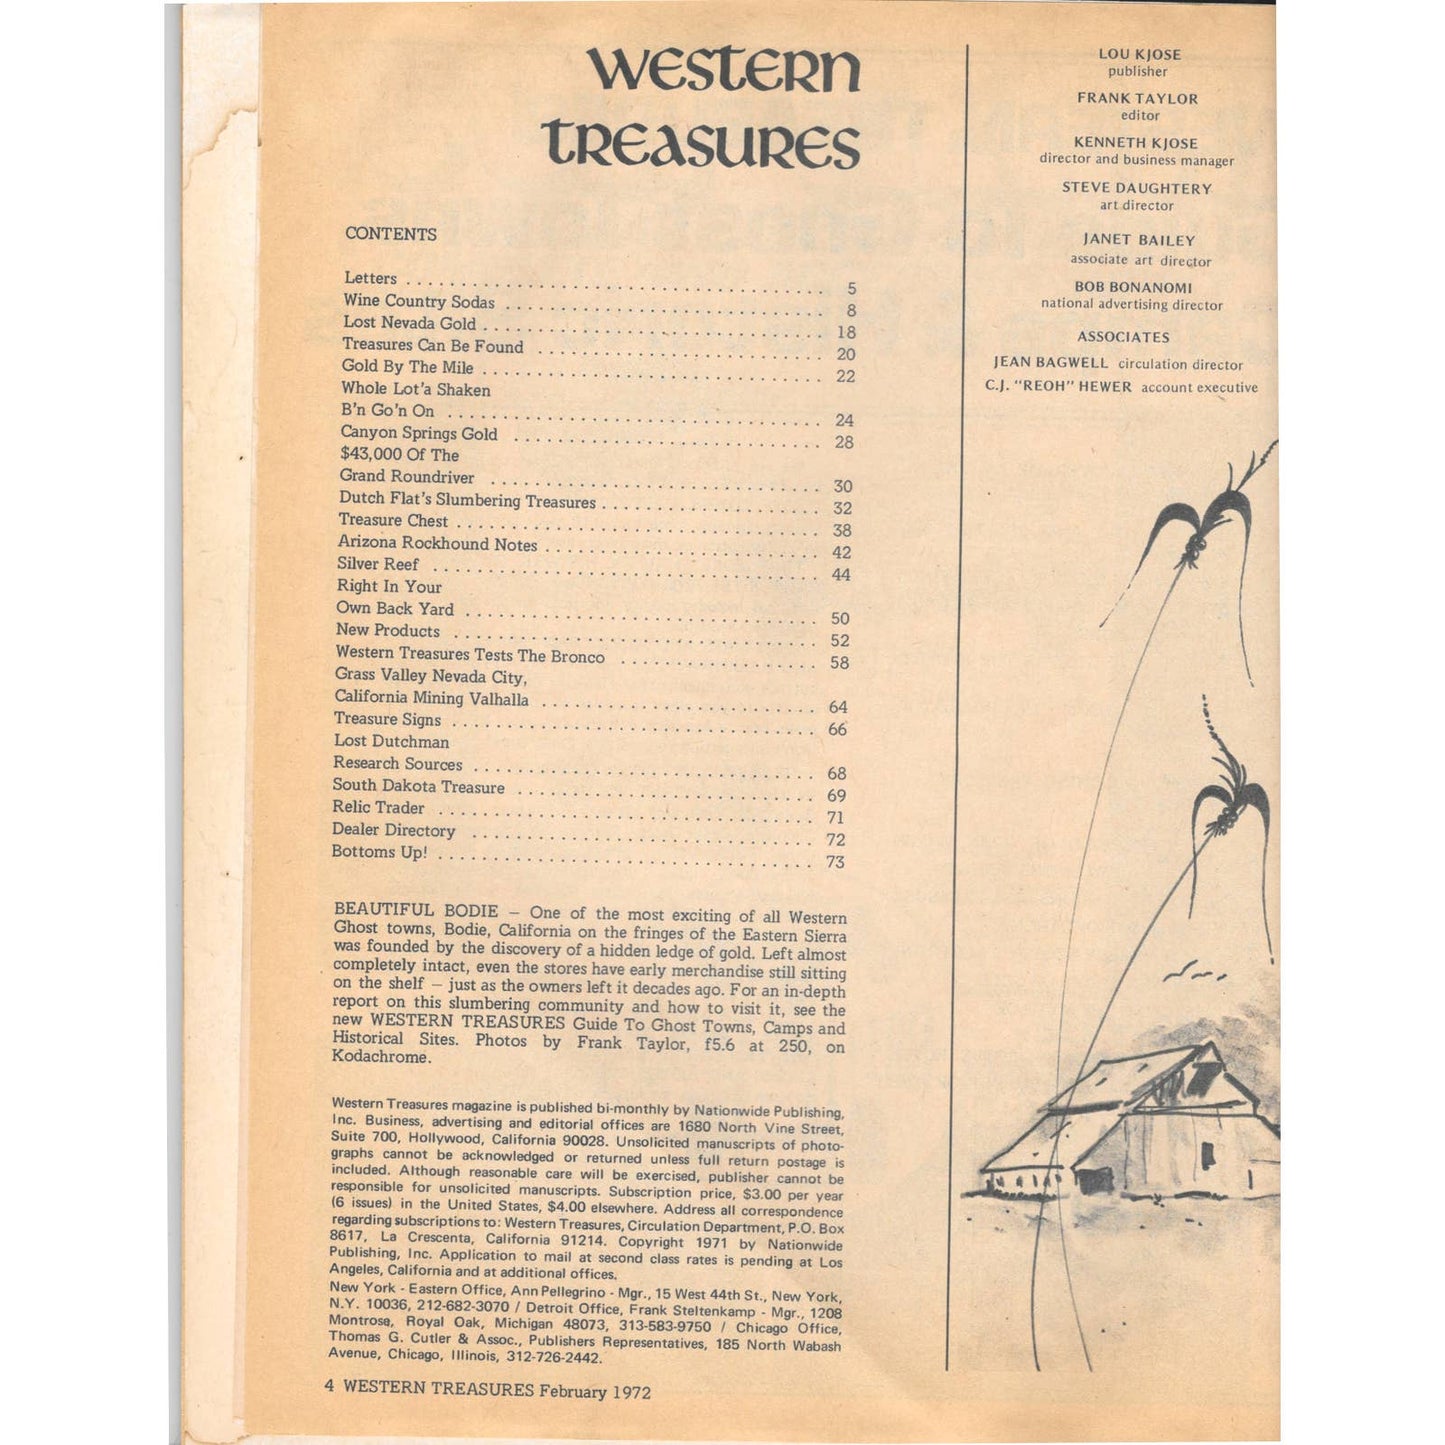 WESTERN
TREASURES
CONTENTS
Letters . . . . . . . . . . . . . . . . . . . . . . . . . . . . . . . . . . . . . 5
Wine Country Sodas . . . . . . . . . . . . . . . . . . . . . . . . . . . . 8
Lost Nevada Gold . . . . . . . . . . . . . . . . . . . . . . . . . . . . . . 18
Treasures Can Be Found . . . . . . . . . . . . . . . . . . . . . . . . . 20
Gold By The Mile . . . . . . . . . . . . . . . . . . . . . . . . . . . . . . 22
Whole Lot'a Shaken
B'n Go'n On . . . . . . . . . . . . . . . . . . . . . . . . . . . . . . . . . 24
Canyon Springs Gold . . . . . . . . . . . . . . . . . . . . . . . . . . . 28
$43,000 Of The
Grand Roundriver . . . . . . . . . . . . . . . . . . . . . . . . . . . . . 30
Dutch Flat's Slumbering Treasures . . . . . . . . . . . . . . . . . . . 32
Treasure Chest . . . . . . . . . . . . . . . . . . . . . . . . . . . . . . . . 38
Arizona Rockhound Notes . . . . . . . . . . . . . . . . . . . . . . . . 42
Silver Reef . . . . . . . . . . . . . . . . . . . . . . . . . . . . . . . . . . 44
Right In Your
Own Back Yard . . . . . . . . . . . . . . . . . . . . . . . . . . . . . . . 50
New Products . . . . . . . . . . . . . . . . . . . . . . . . . . . . . . . . 52
Western Treasures Tests The Bronco . . . . . . . . . . . . . . . . . . 58
Grass Valley Nevada City,
California Mining Valhalla . . . . . . . . . . . . . . . . . . . . . . . . 64
Treasure Signs . . . . . . . . . . . . . . . . . . . . . . . . . . . . . . . . 66
Lost Dutchman
Research Sources . . . . . . . . . . . . . . . . . . . . . . . . . . . . . . 68
South Dakota Treasure . . . . . . . . . . . . . . . . . . . . . . . . . . 69
Relic Trader . . . . . . . . . . . . . . . . . . . . . . . . . . . . . . . . . 71
Dealer Directory . . . . . . . . . . . . . . . . . . . . . . . . . . . . . . 72
Bottoms Up! . . . . . . . . . . . . . . . . . . . . . . . . . . . . . . . . . 73
BEAUTIFUL BODIE — One of the most exciting of all Western
Ghost towns, Bodie, California on the fringes of the Eastern Sierra
was founded by the discovery of a hidden ledge of gold. Left almost
completely intact, even the stores have early merchandise still sitting
on the shelf — just as the owners left it decades ago. For an in-depth
report on this slumbering community and how to visit it, see the
new WESTERN TREASURES Guide To Ghost Towns, Camps and
Historical Sites. Photos by Frank Taylor, f5.6 at 250, on
Kodachrome.
Western Treasures magazine is published bi-monthly by Nationwide Publishing,
Inc. Business, advertising and editorial offices are 1680 North Vine Street,
Suite 700, Hollywood, California 90028. Unsolicited manuscripts of photo-
graphs cannot be acknowledged or returned unless full return postage is
included. Although reasonable care will be exercised, publisher cannot be
responsible for unsolicited manuscripts. Subscription price, $3.00 per year
(6 issues) in the United States, $4.00 elsewhere. Address all correspondence
regarding subscriptions to: Western Treasures, Circulation Department, P.O. Box
8617, La Crescenta, California 91214. Copyright 1971 by Nationwide
Publishing, Inc. Application to mail at second class rates is pending at Los
Angeles, California and at additional offices.
New York - Eastern Office, Ann Pellegrino - Mgr., 15 West 44th St., New York,
N.Y. 10036, 212-682-3070 / Detroit Office, Frank Steltenkamp - Mgr., 1208
Montrose, Royal Oak, Michigan 48073, 313-583-9750 / Chicago Office,
Thomas G. Cutler & Assoc., Publishers Representatives, 185 North Wabash
Avenue, Chicago, Illinois, 312-726-2442.
4 WESTERN TREASURES February 1972
LOU KJOSE
publisher
FRANK TAYLOR
editor
KENNETH KJOSE
director and business manager
STEVE DAUGHTERY
art director
JANET BAILEY
associate art director
BOB BONANOMI
national advertising director
ASSOCIATES
JEAN BAGWELL circulation director
C.J. "REOH" HEWER account executive